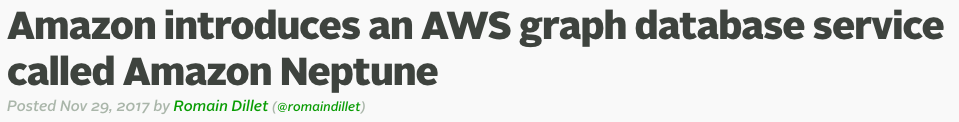 Amazon introduces an AWS graph database service
called Amazon Neptune
Posted Nov 29, 2017 by Romain Dillet (@romaindillet)